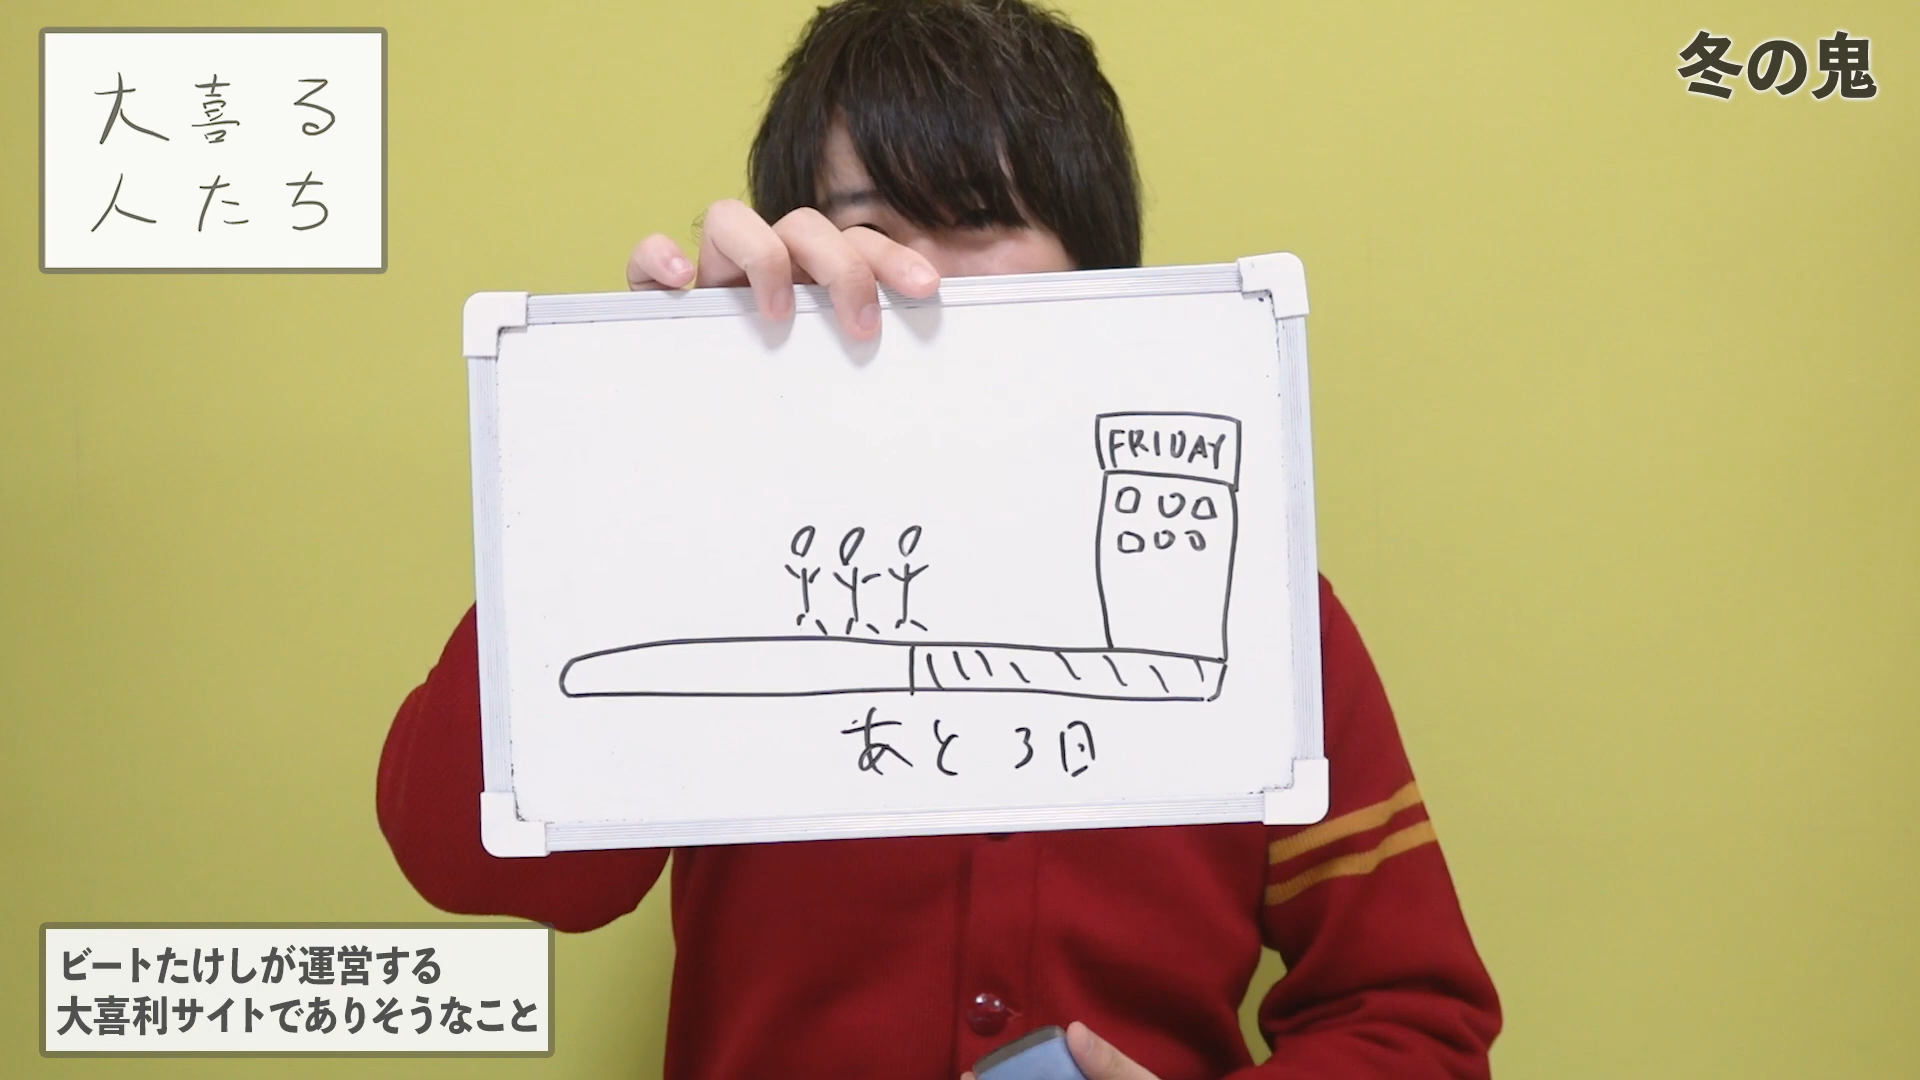 大喜る
人たち
冬の鬼
FRIDAY
あと3日
ビートたけしが運営する
大喜利サイトでありそうなこと